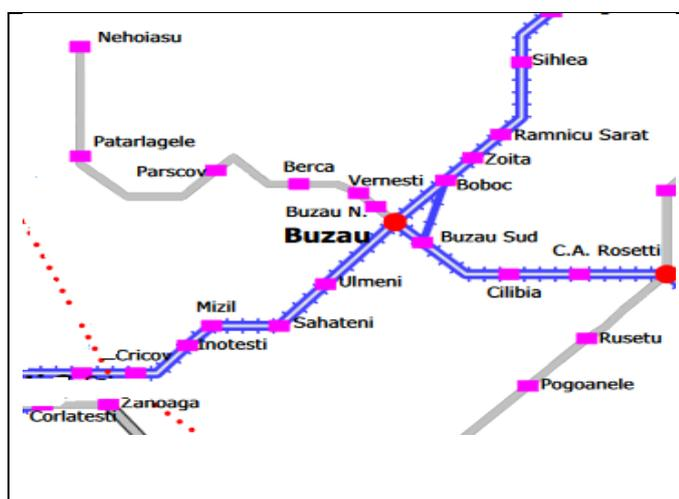 Nehoiasu
Sihlea
Patarlagele
Ramnicu Sarat
Parscov
Berca
Zoita
Vernesti
Boboc
Buzau N.
Buzau
Buzau Sud
C.A. Rosetti
Ulmeni
Cilibia
Mizil
Sahateni
Inotesti
Rusetu
Cricov
Pogoanele
Zanoaga
Corlatesti